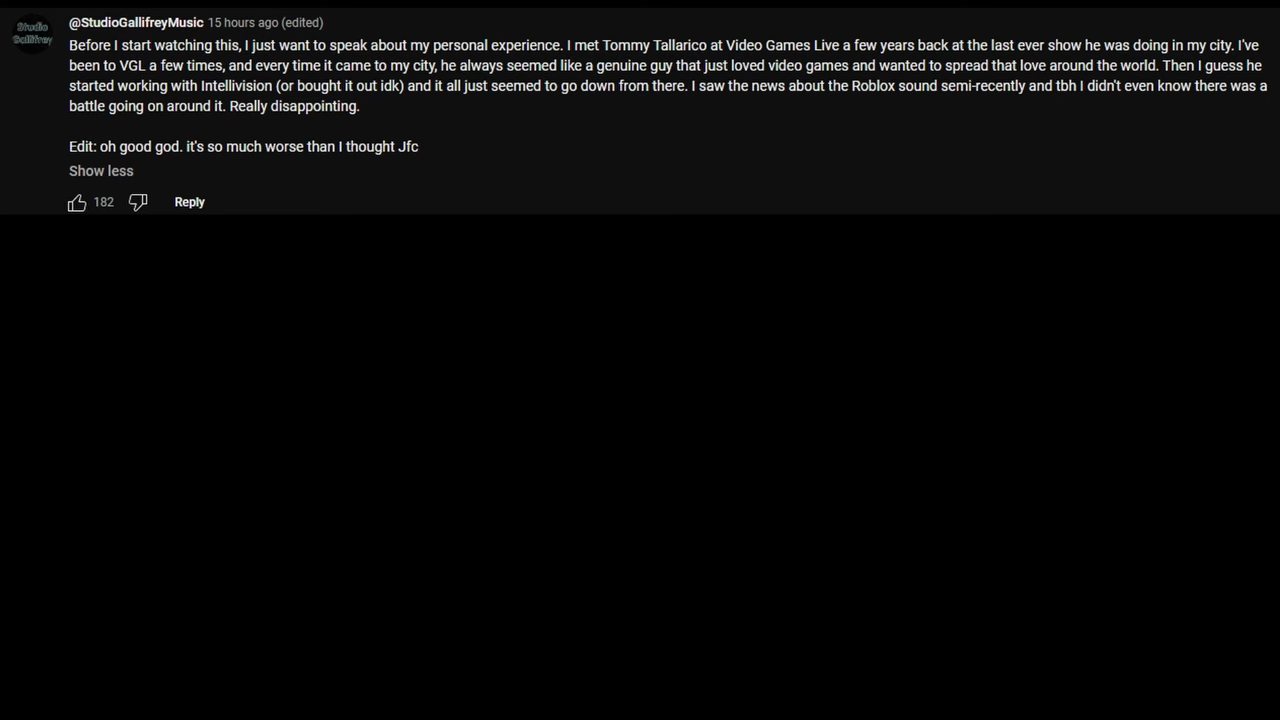 Studio
Gallifrey
@StudioGallifreyMusic 15 hours ago (edited)
Before I start watching this, I just want to speak about my personal experience. I met Tommy Tallarico at Video Games Live a few years back at the last ever show he was doing in my city. I've
been to VGL a few times, and every time it came to my city, he always seemed like a genuine guy that just loved video games and wanted to spread that love around the world. Then I guess he
started working with Intellivision (or bought it out idk) and it all just seemed to go down from there. I saw the news about the Roblox sound semi-recently and tbh I didn't even know there was a
battle going on around it. Really disappointing.
Edit: oh good god. it's so much worse than I thought Jfc
Show less
182 Reply